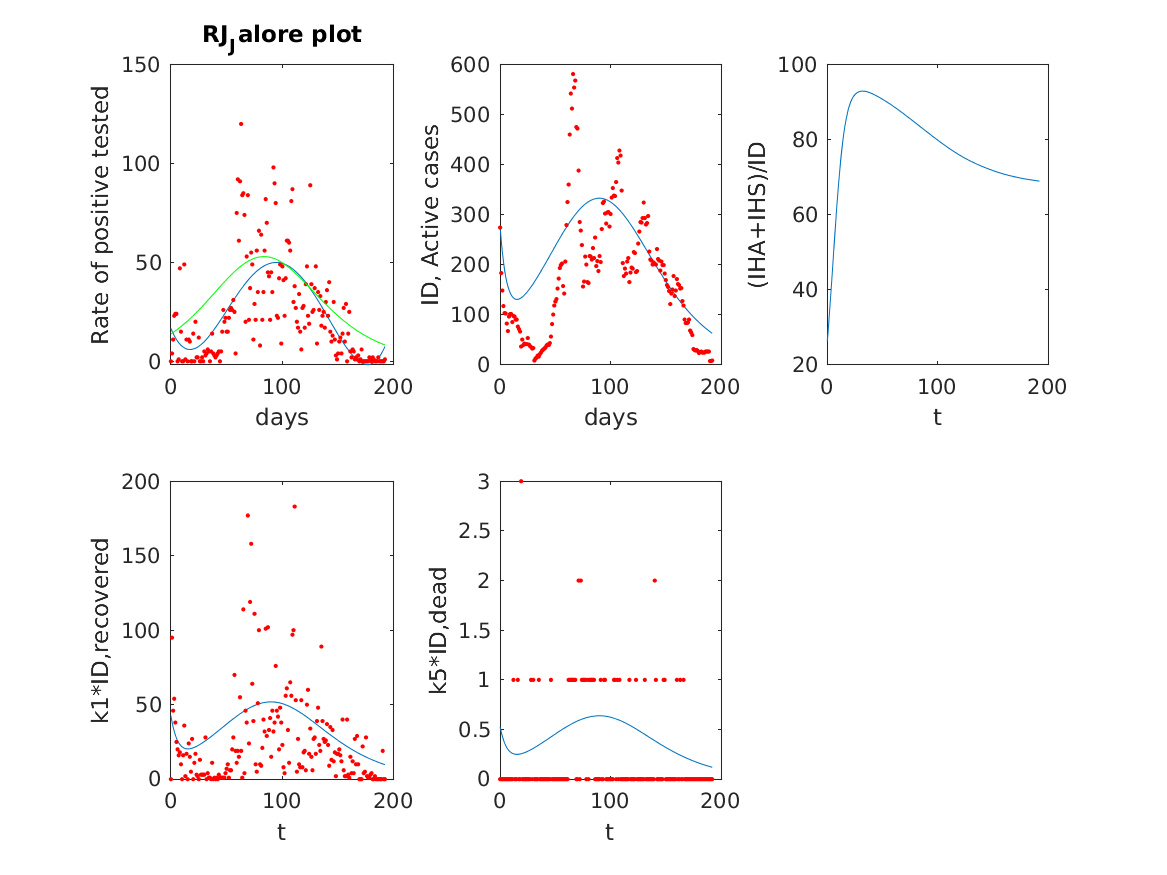 RJ_Jalore plot
150
100
50
0
Rate of positive tested
0 100 200
days
600
500
400
300
200
100
0
ID, Active cases
0 100 200
days
100
80
60
40
20
(IHA+IHS)/ID
0 100 200
t
200
150
100
50
0
k1*ID,recovered
0 100 200
t
3
2.5
2
1.5
1
0.5
0
k5*ID,dead
0 100 200
t